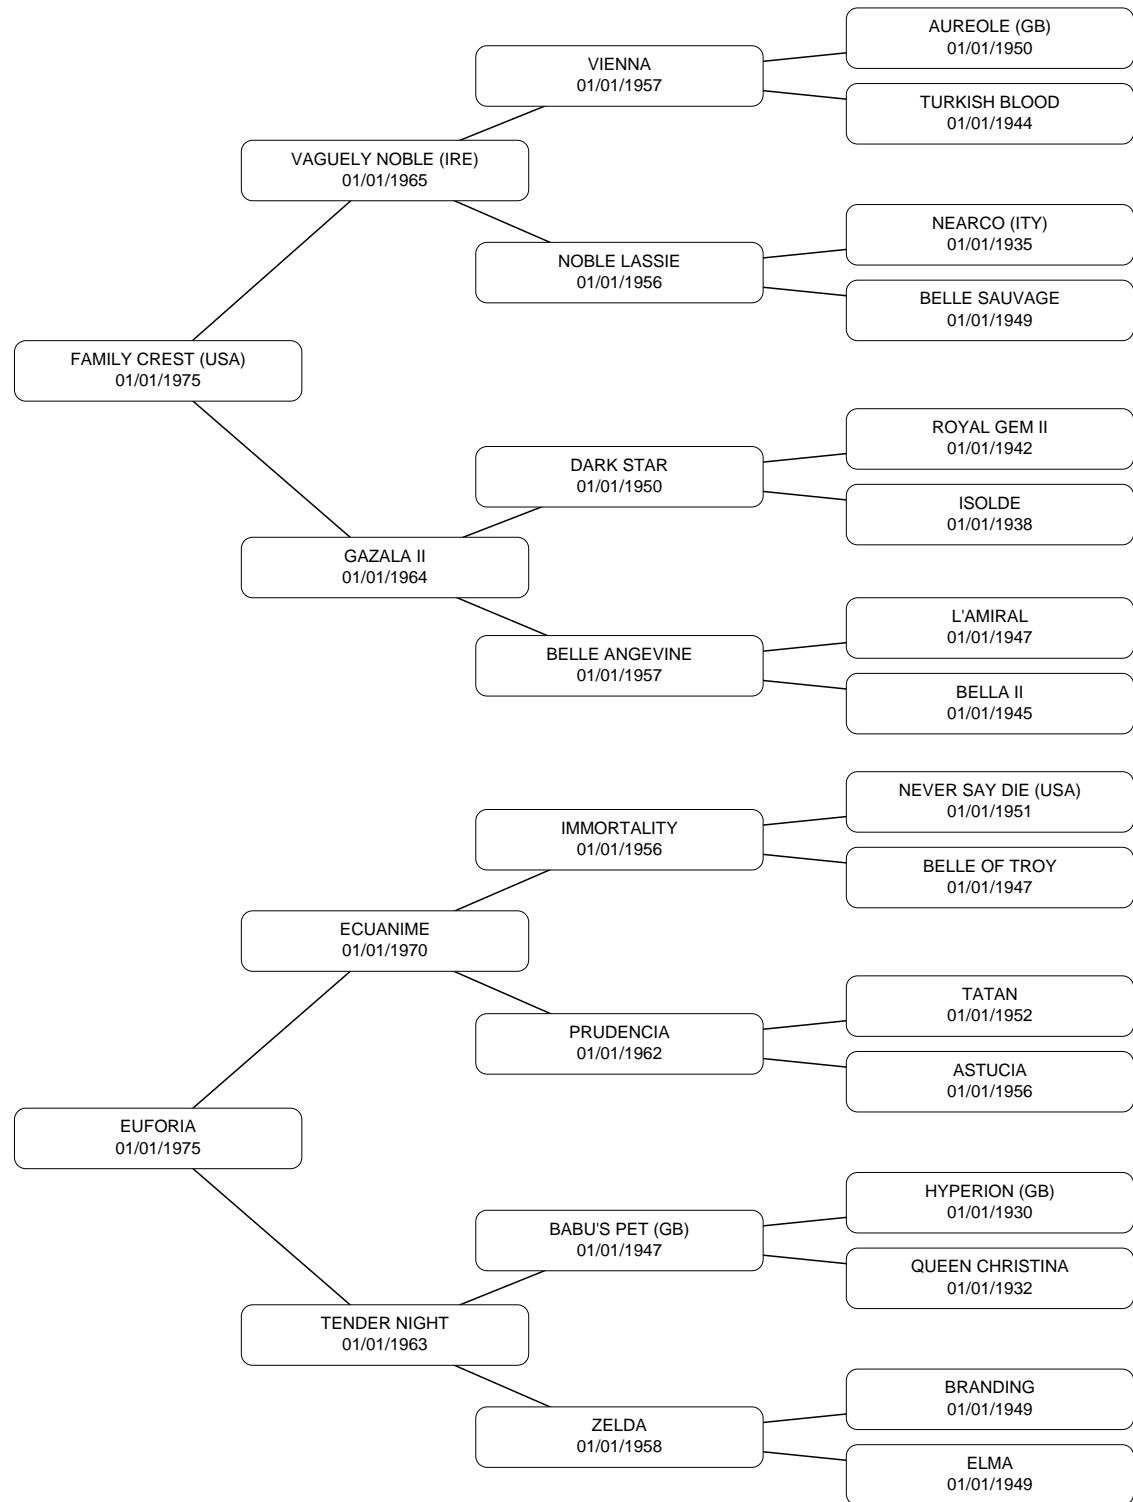 AUREOLE (GB)
01/01/1950
VIENNA
01/01/1957
TURKISH BLOOD
01/01/1944
VAGUELY NOBLE (IRE)
01/01/1965
NEARCO (ITY)
01/01/1935
NOBLE LASSIE
01/01/1956
BELLE SAUVAGE
01/01/1949
FAMILY CREST (USA)
01/01/1975
ROYAL GEM II
01/01/1942
DARK STAR
01/01/1950
ISOLDE
01/01/1938
GAZALA II
01/01/1964
L'AMIRAL
01/01/1947
BELLE ANGEVINE
01/01/1957
BELLA II
01/01/1945
NEVER SAY DIE (USA)
01/01/1951
IMMORTALITY
01/01/1956
BELLE OF TROY
01/01/1947
ECUANIME
01/01/1970
TATAN
01/01/1952
PRUDENCIA
01/01/1962
ASTUCIA
01/01/1956
EUFORIA
01/01/1975
HYPERION (GB)
01/01/1930
BABU'S PET (GB)
01/01/1947
QUEEN CHRISTINA
01/01/1932
TENDER NIGHT
01/01/1963
BRANDING
01/01/1949
ZELDA
01/01/1958
ELMA
01/01/1949